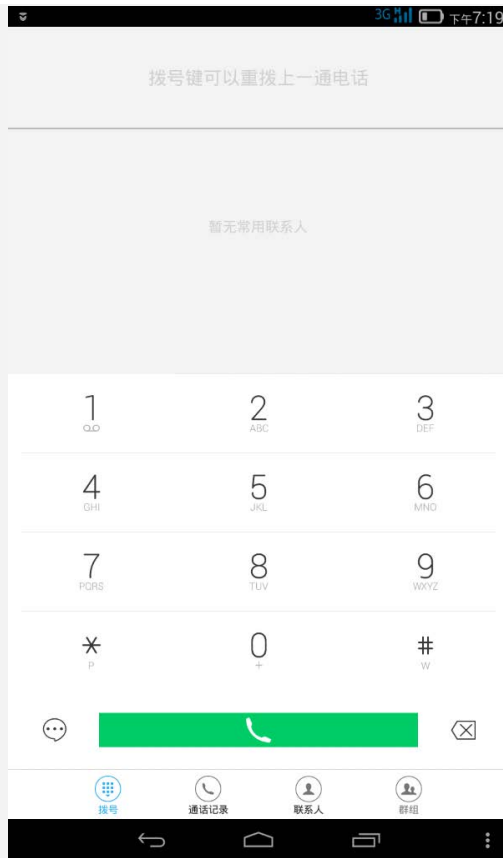 3G H 下午7:19
拨号键可以重拨上一通电话
暂无常用联系人
1 2 3
ABC DEF
4 5 6
GHI JKL MNO
7 8 9
PQRS TUV WXYZ
* 0 #
P + W
拨号 通话记录 联系人 群组